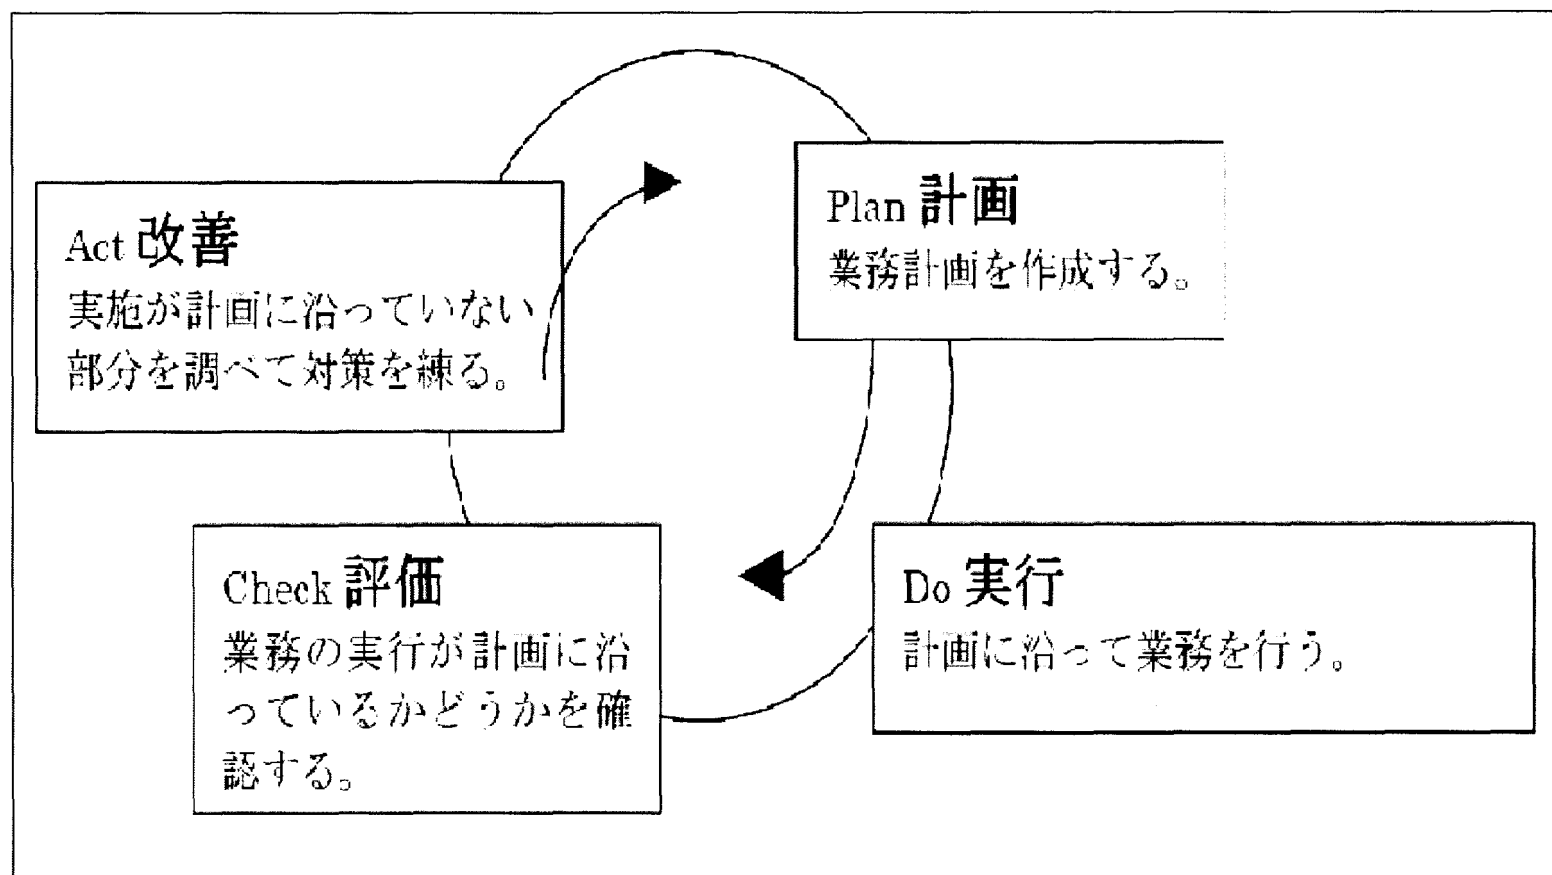 Plan 計画
業務計画を作成する。
Do 実行
計画に沿って業務を行う。
Check 評価
業務の実行が計画に沿
っているかどうかを確
認する。
Act 改善
実施が計画に沿っていない
部分を調べて対策を練る。